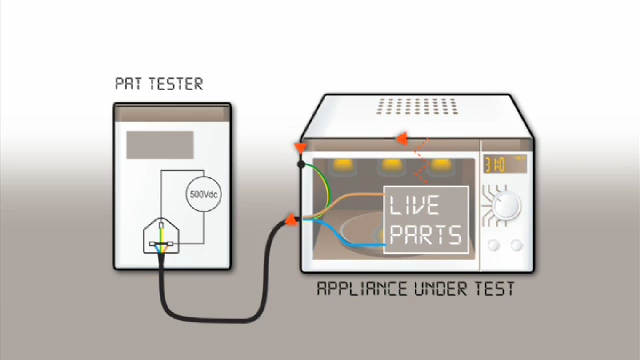 PAT TESTER
500Vdc
LIVE
PARTS
APPLIANCE UNDER TEST